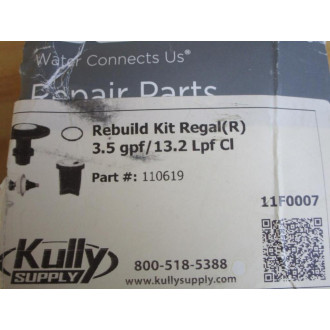 Water Connects Us®
Repair Parts
Rebuild Kit Regal(R)
3.5 gpf/13.2 Lpf Cl
Part #: 110619
11F0007
Kully
SUPPLY
800-518-5388
www.kullysupply.com